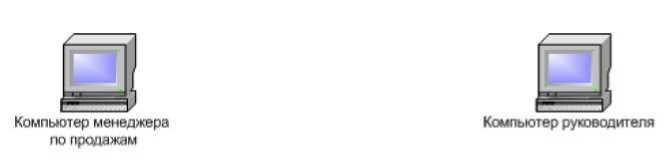 Компьютер менеджера
по продажам
Компьютер руководителя